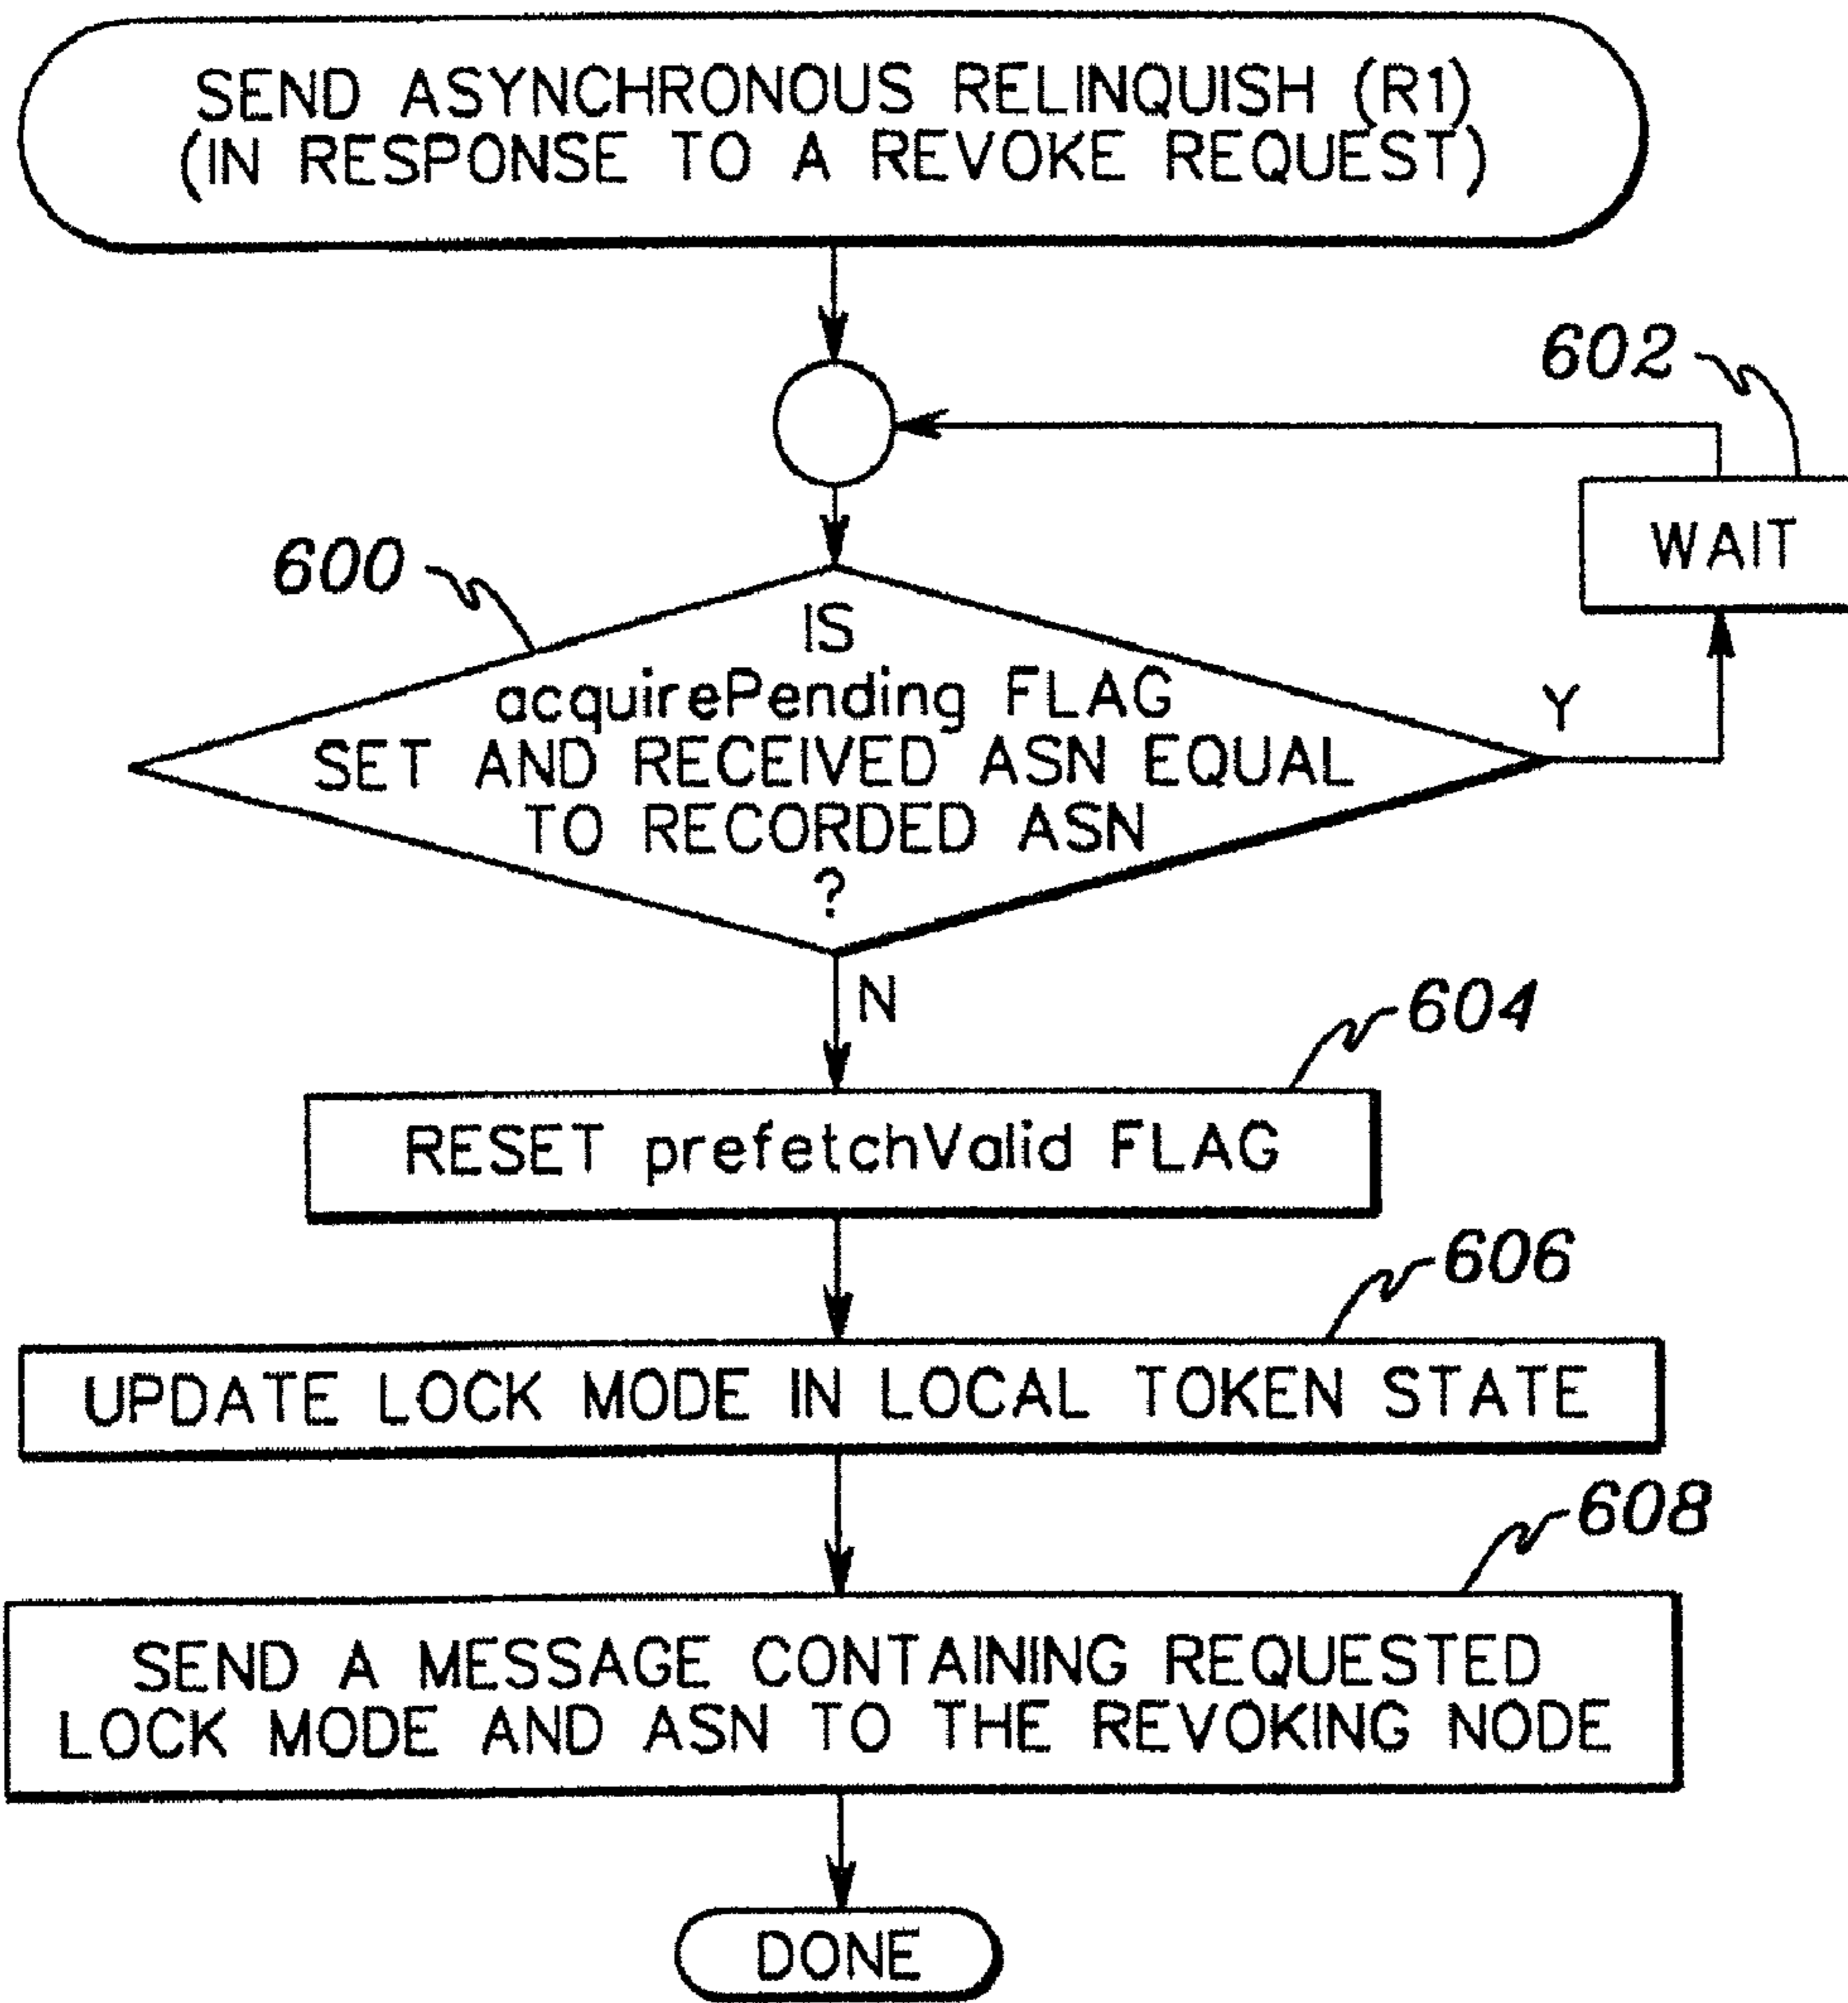 SEND ASYNCHRONOUS RELINQUISH (R1)
(IN RESPONSE TO A REVOKE REQUEST)
602
WAIT
600
IS
acquirePending FLAG
SET AND RECEIVED ASN EQUAL
TO RECORDED ASN
?
Y
N
604
RESET prefetchValid FLAG
606
UPDATE LOCK MODE IN LOCAL TOKEN STATE
608
SEND A MESSAGE CONTAINING REQUESTED
LOCK MODE AND ASN TO THE REVOKING NODE
DONE